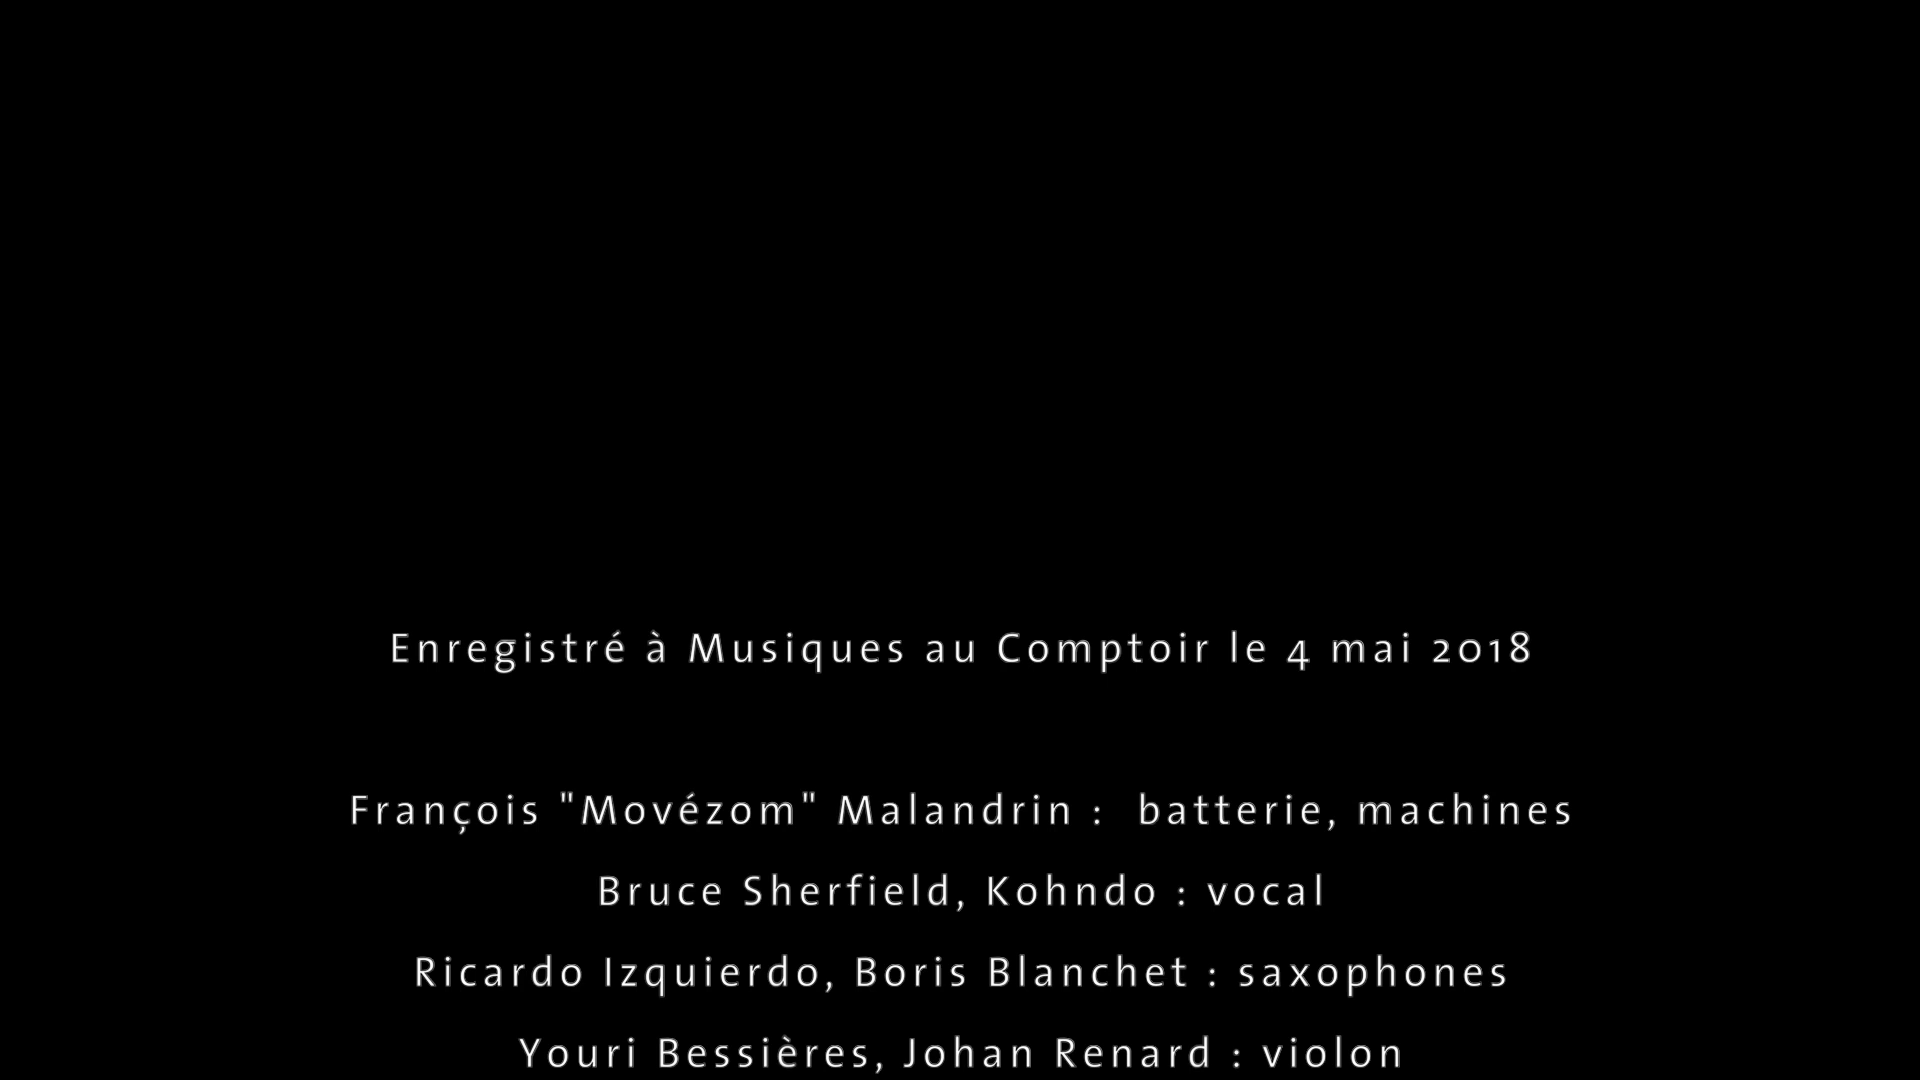 Enregistré à Musiques au Comptoir le 4 mai 2018
François "Movézom" Malandrin :  batterie, machines
Bruce Sherfield, Kohndo : vocal
Ricardo Izquierdo, Boris Blanchet : saxophones
Youri Bessières, Johan Renard : violon